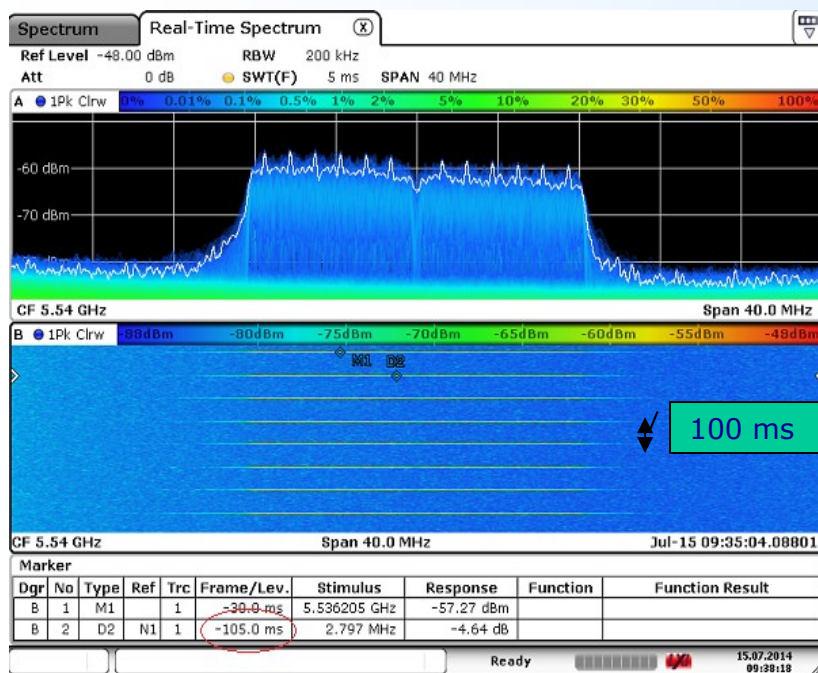 Spectrum Real-Time Spectrum X
Ref Level -48.00 dBm RBW 200 kHz
Att 0 dB SWT(F) 5 ms SPAN 40 MHz
A 1Pk Clrw 0% 0.01% 0.1% 0.5% 1% 2% 5% 10% 20% 30% 50% 100%
-60 dBm
-70 dBm
CF 5.54 GHz Span 40.0 MHz
B 1Pk Clrw -88dBm -80dBm -75dBm -70dBm -65dBm -60dBm -55dBm -48dBm
M1 D2
100 ms
CF 5.54 GHz Span 40.0 MHz Jul-15 09:35:04.08801
Marker
Dgr No Type Ref Trc Frame/Lev. Stimulus Response Function Function Result
B 1 M1 1 -30.0 ms 5.536205 GHz -57.27 dBm
B 2 D2 N1 1 -105.0 ms 2.797 MHz -4.64 dB
Ready LXI 15.07.2014
09:38:18